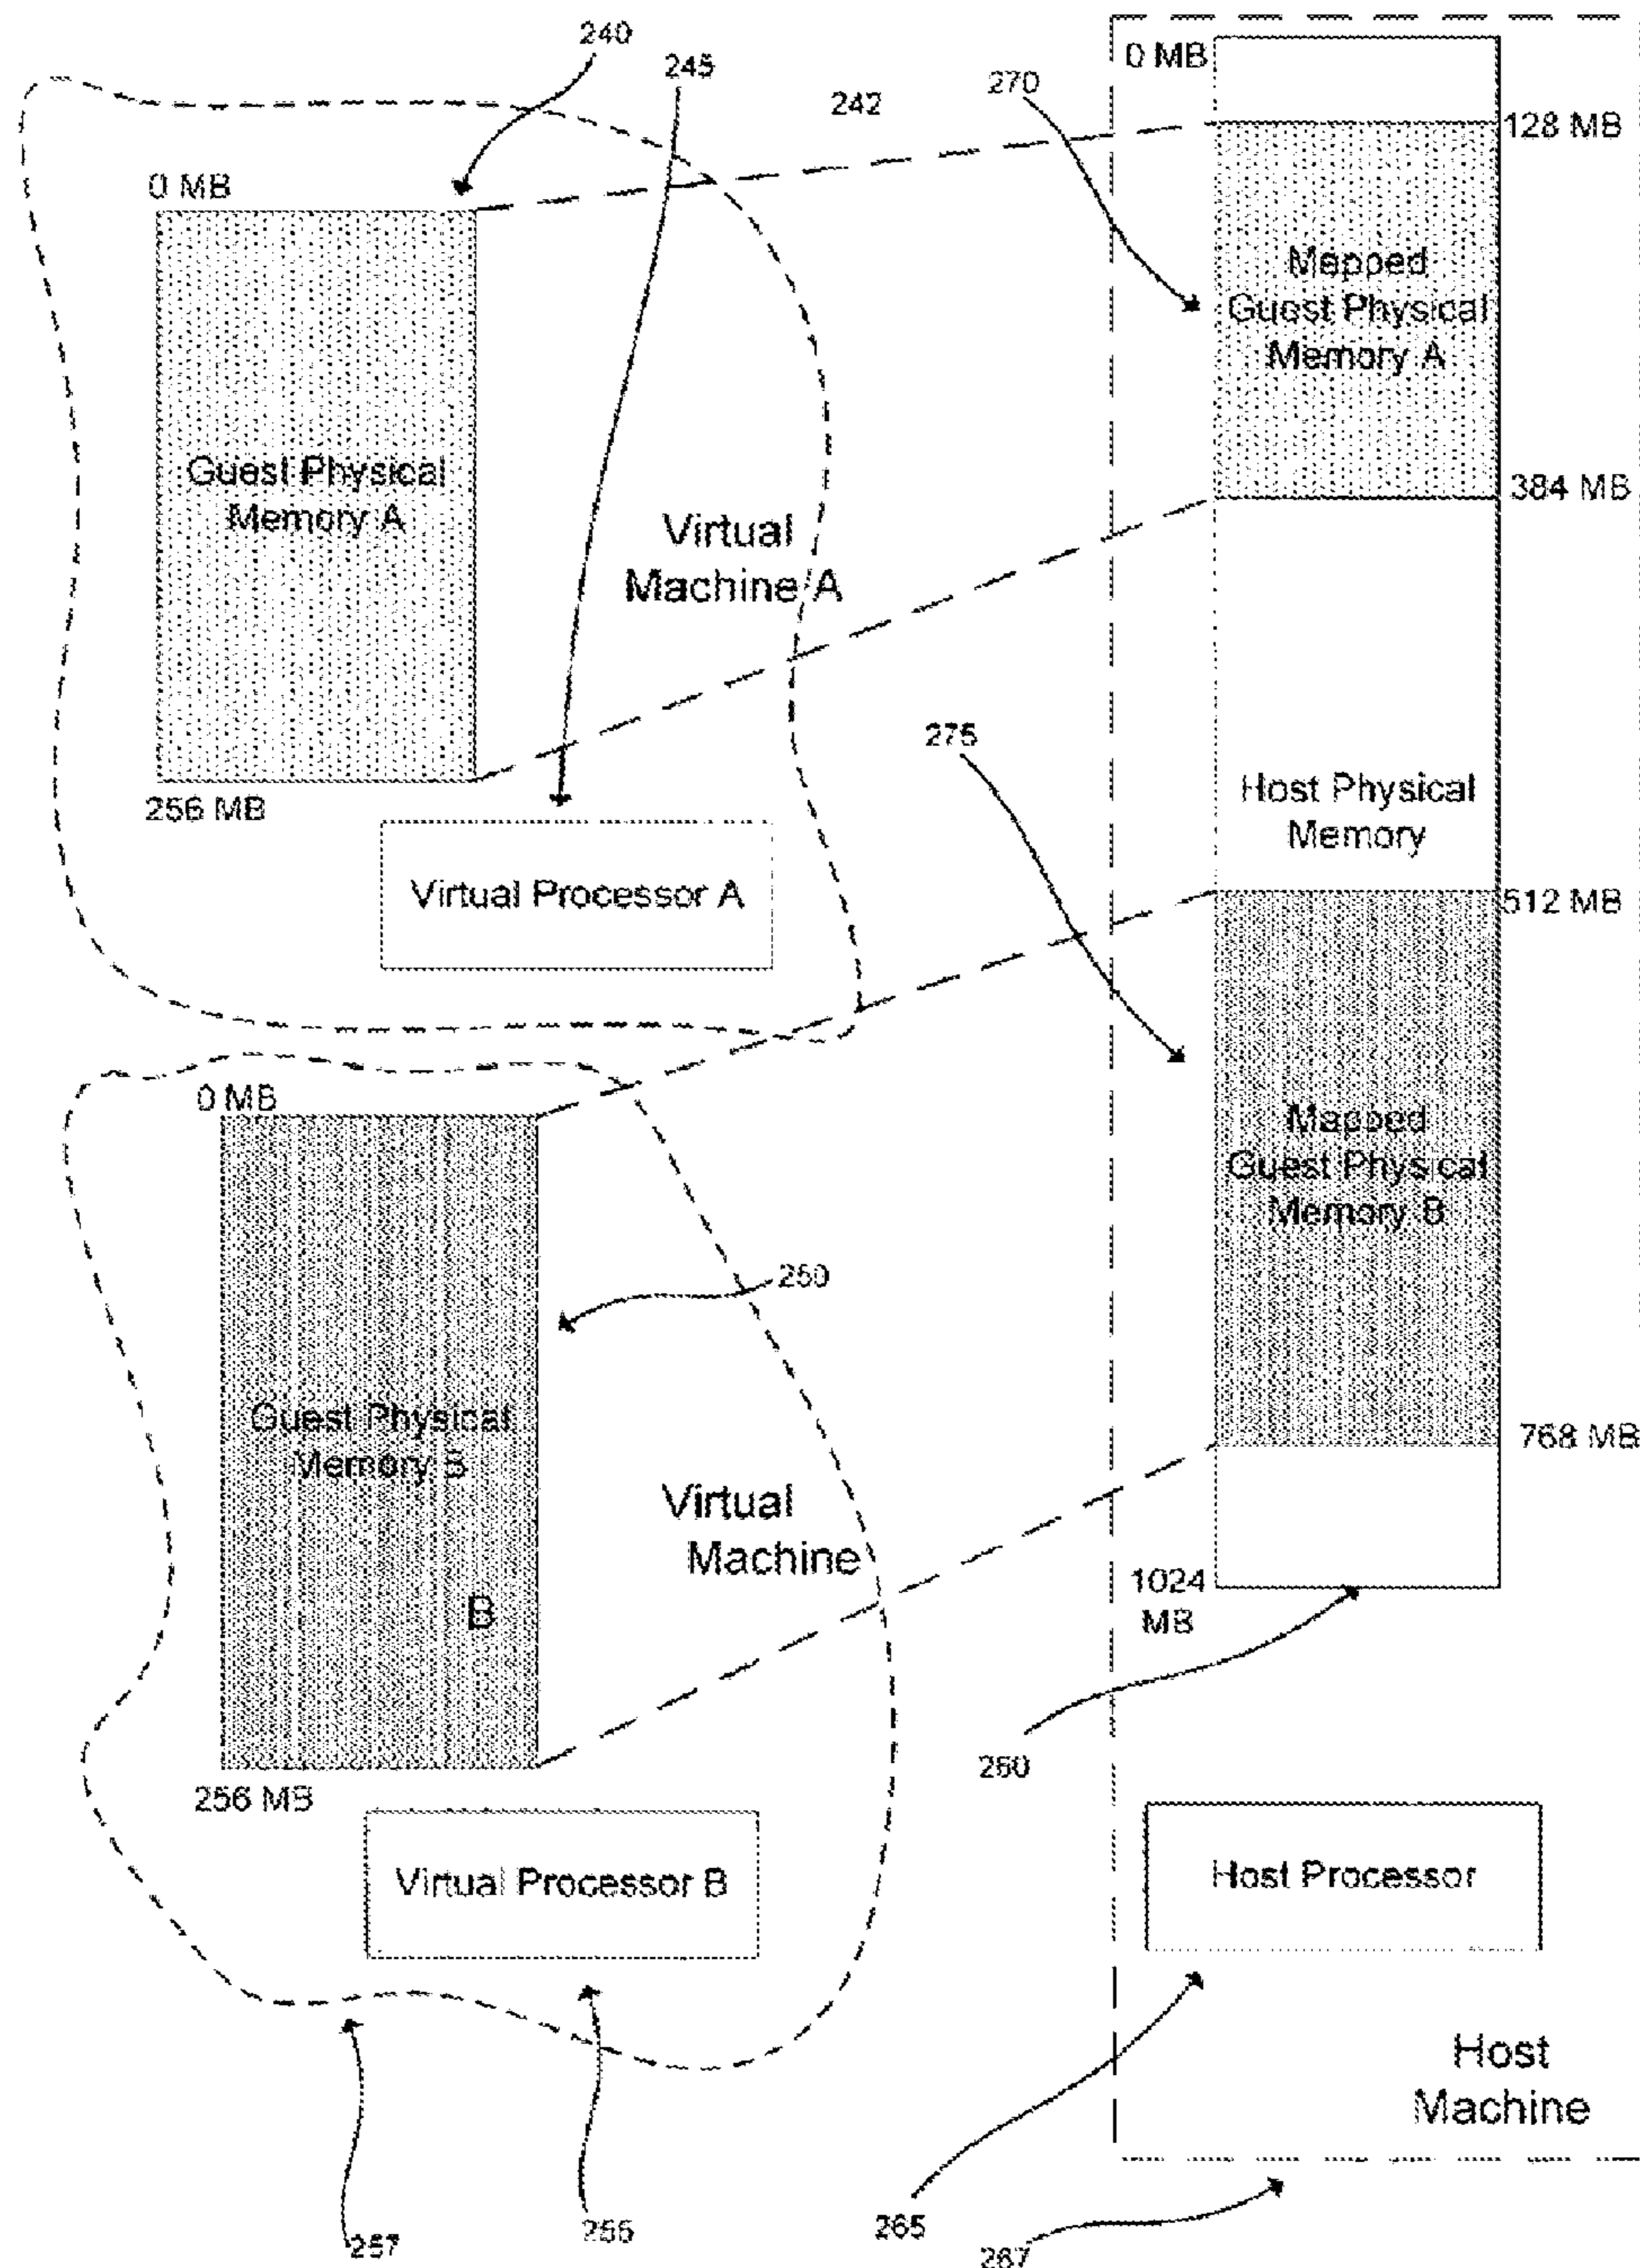 240
245
242
270
0 MB
128 MB
0 MB
Mapped
Guest Physical
Memory A
Guest Physical
Memory A
384 MB
Virtual
Machine A
275
256 MB
Host Physical
Memory
Virtual Processor A
512 MB
0 MB
Mapped
Guest Physical
Memory B
250
Guest Physical
Memory B
768 MB
Virtual
Machine
B
1024
MB
260
256 MB
Virtual Processor B
Host Processor
Host
Machine
257
255
265
267